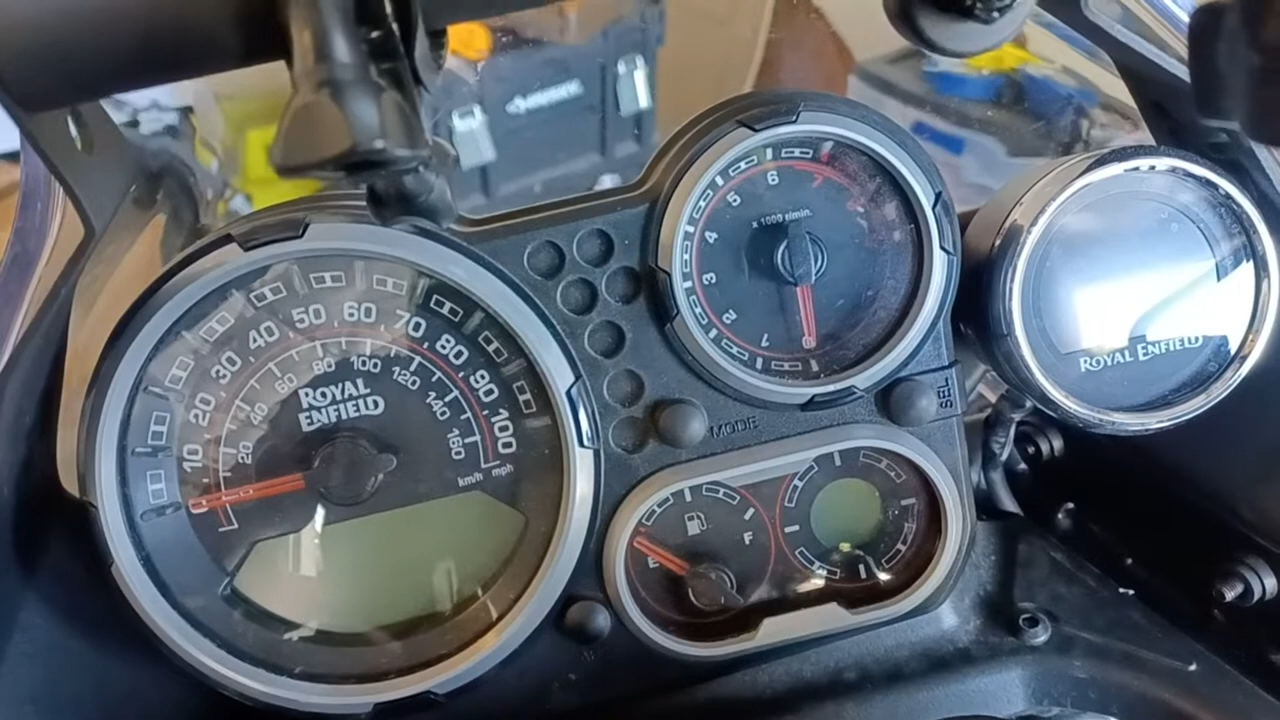 10 20 30 40 50 60 70 80 90 100
mph
20 40 60 80 100 120 140 160
km/h
ROYAL
ENFIELD
0 1 2 3 4 5 6 7
x 1000 r/min.
MODE
SEL
E F
ROYAL ENFIELD